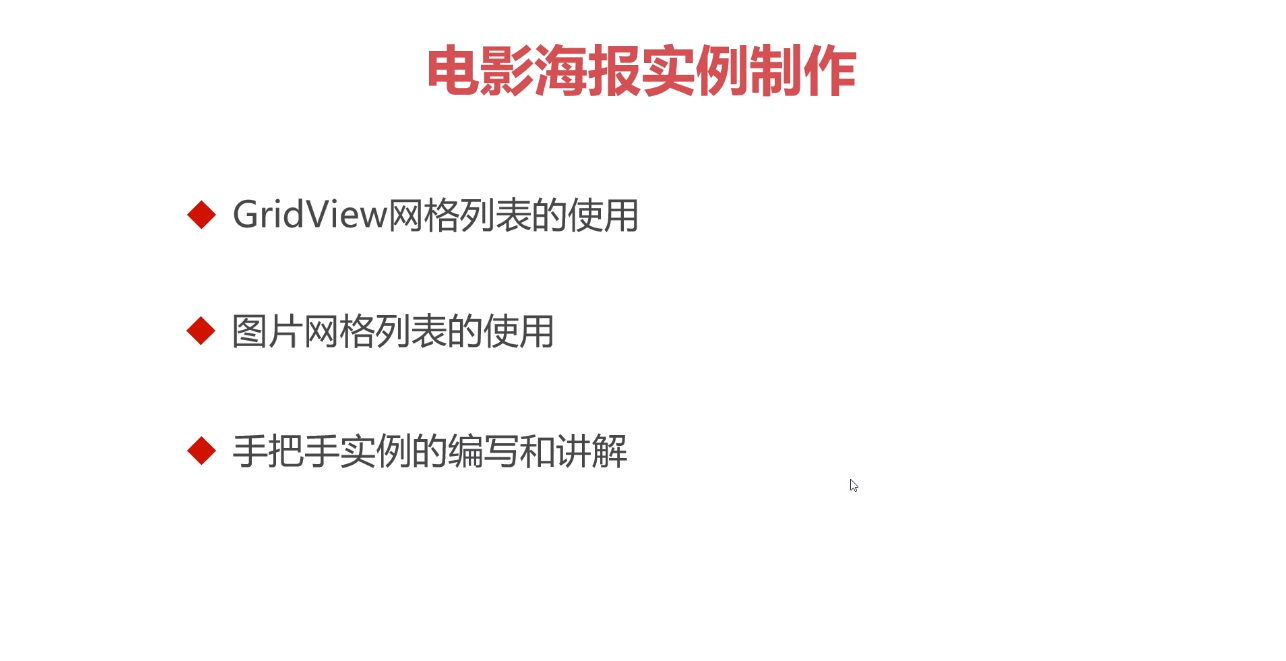 电影海报实例制作
GridView网格列表的使用
图片网格列表的使用
手把手实例的编写和讲解